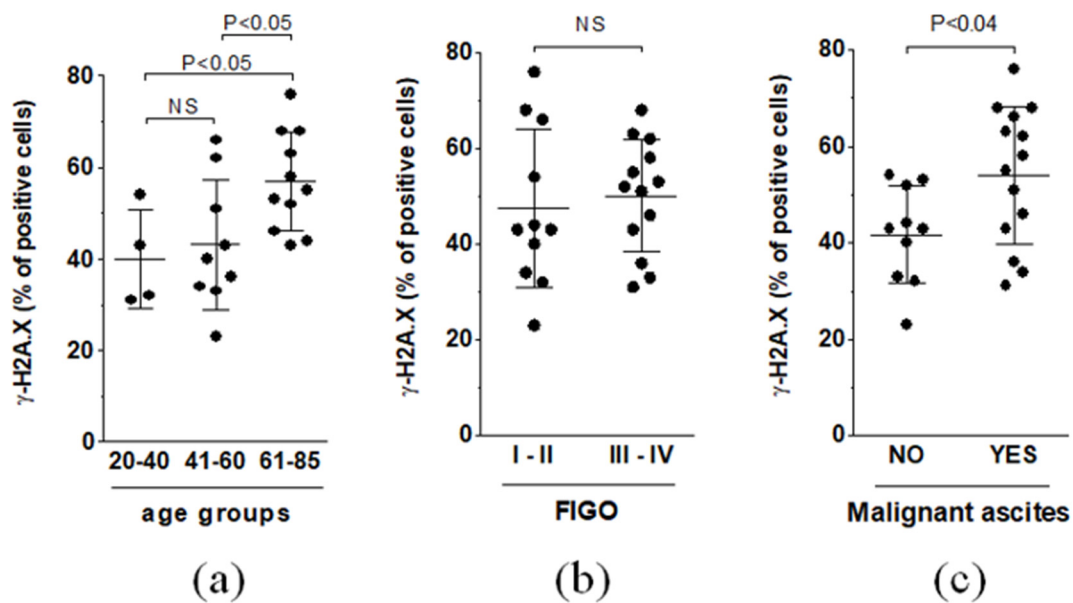 P<0.05
P<0.05
NS
γ-H2A.X (% of positive cells)
80
60
40
20
0
20-40 41-60 61-85
age groups
(a)
NS
γ-H2A.X (% of positive cells)
80
60
40
20
0
I - II III - IV
FIGO
(b)
P<0.04
γ-H2A.X (% of positive cells)
80
60
40
20
0
NO YES
Malignant ascites
(c)